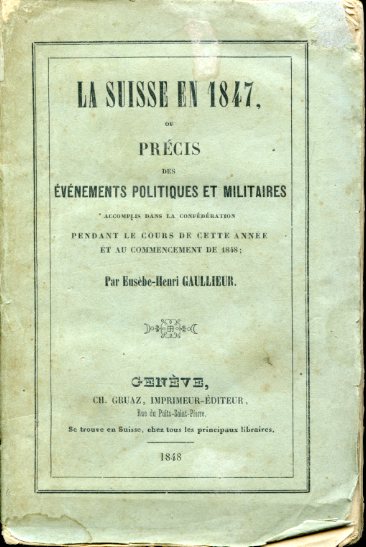 LA SUISSE EN 1847,
OU
PRÉCIS
DES
ÉVÉNEMENTS POLITIQUES ET MILITAIRES
ACCOMPLIS DANS LA CONFÉDÉRATION
PENDANT LE COURS DE CETTE ANNÉE
ET AU COMMENCEMENT DE 1848;
Par Eusèbe-Henri GAULLIEUR.
GENÈVE,
CH. GRUAZ, IMPRIMEUR-ÉDITEUR,
Rue du Puits-Saint-Pierre.
Se trouve en Suisse, chez tous les principaux libraires.
1848